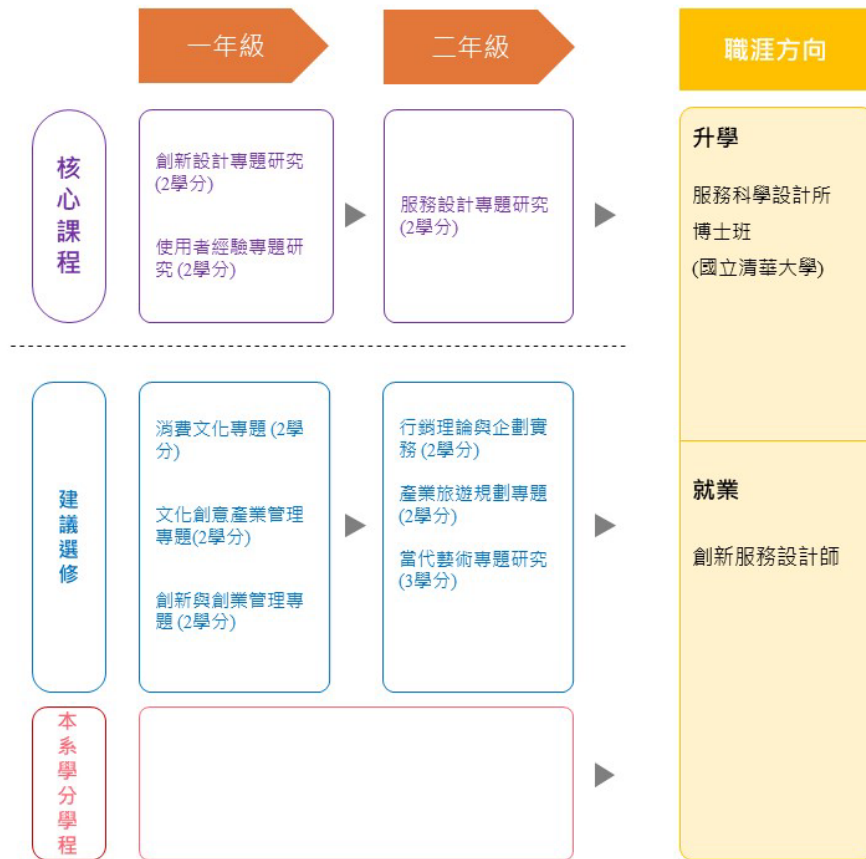 一年級
二年級
職涯方向
核心課程
創新設計專題研究
(2學分)
使用者經驗專題研
究 (2學分)
服務設計專題研究
(2學分)
升學
服務科學設計所
博士班
(國立清華大學)
建議選修
消費文化專題 (2學
分)
文化創意產業管理
專題(2學分)
創新與創業管理專
題 (2學分)
行銷理論與企劃實
務 (2學分)
產業旅遊規劃專題
(2學分)
當代藝術專題研究
(3學分)
就業
創新服務設計師
本系學分學程